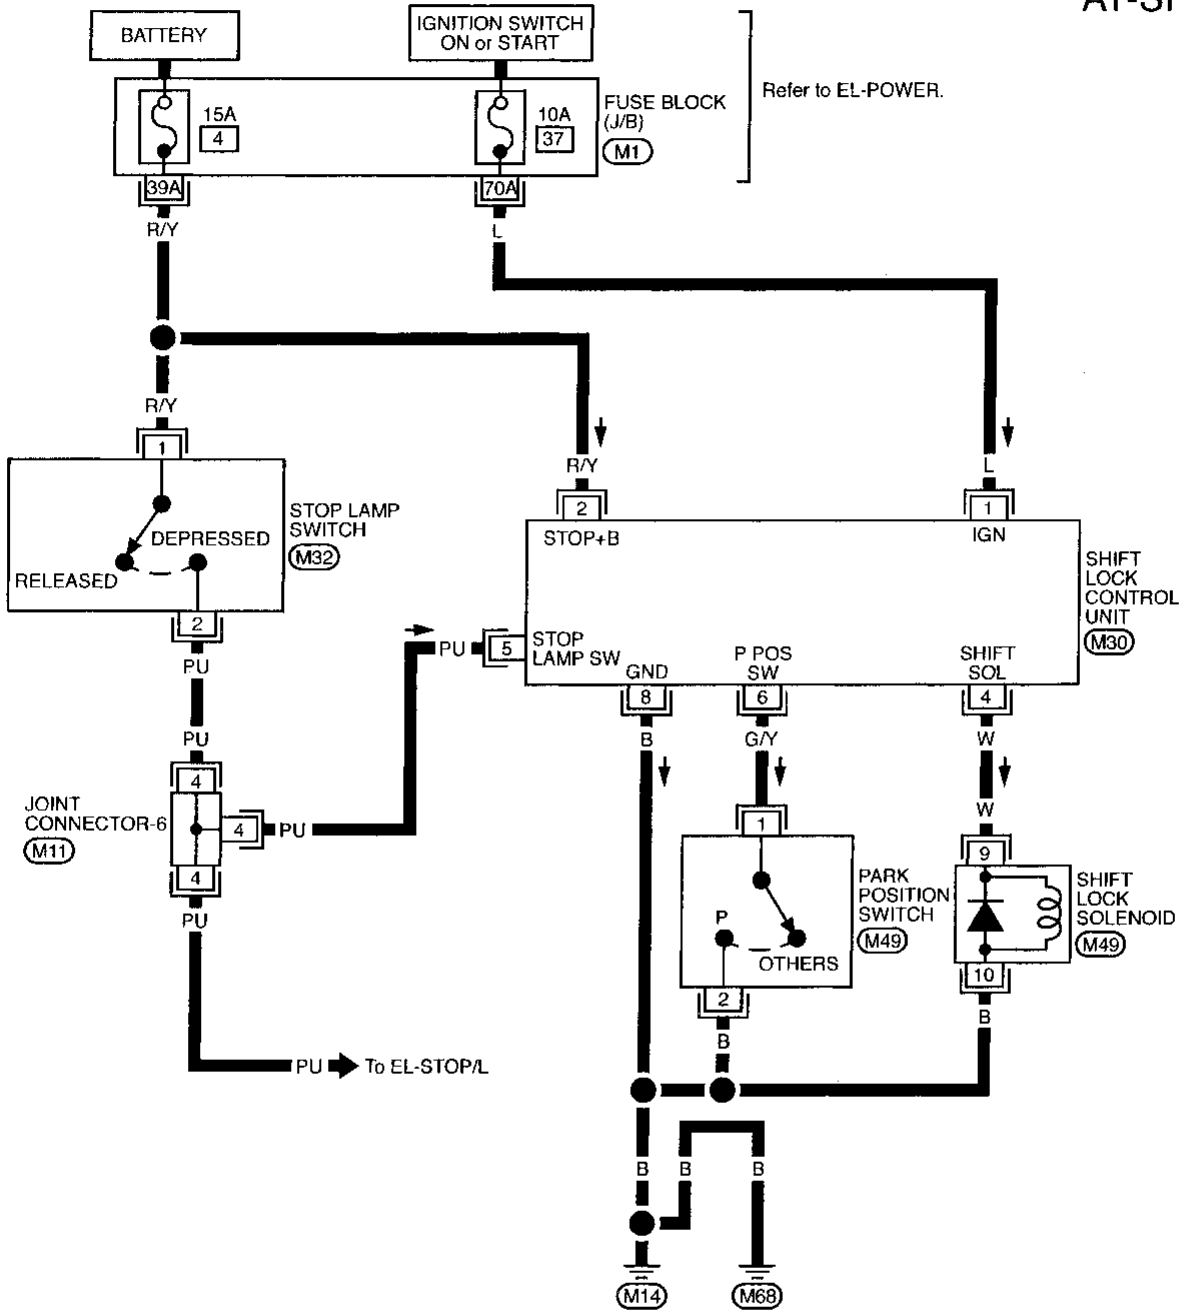 BATTERY
IGNITION SWITCH
ON or START
Refer to EL-POWER.
15A
4
10A
37
FUSE BLOCK
(J/B)
M1
39A
70A
R/Y
L
R/Y
R/Y
L
1
2
1
STOP LAMP
SWITCH
M32
DEPRESSED
RELEASED
2
STOP+B
IGN
SHIFT
LOCK
CONTROL
UNIT
M30
PU
5
STOP
LAMP SW
GND
P POS
SW
SHIFT
SOL
8
6
4
PU
PU
B
G/Y
W
4
JOINT
CONNECTOR-6
M11
4
PU
4
PU
W
1
9
PARK
POSITION
SWITCH
M49
P
OTHERS
2
SHIFT
LOCK
SOLENOID
M49
10
B
B
PU
To EL-STOP/L
B
B
B
M14
M68